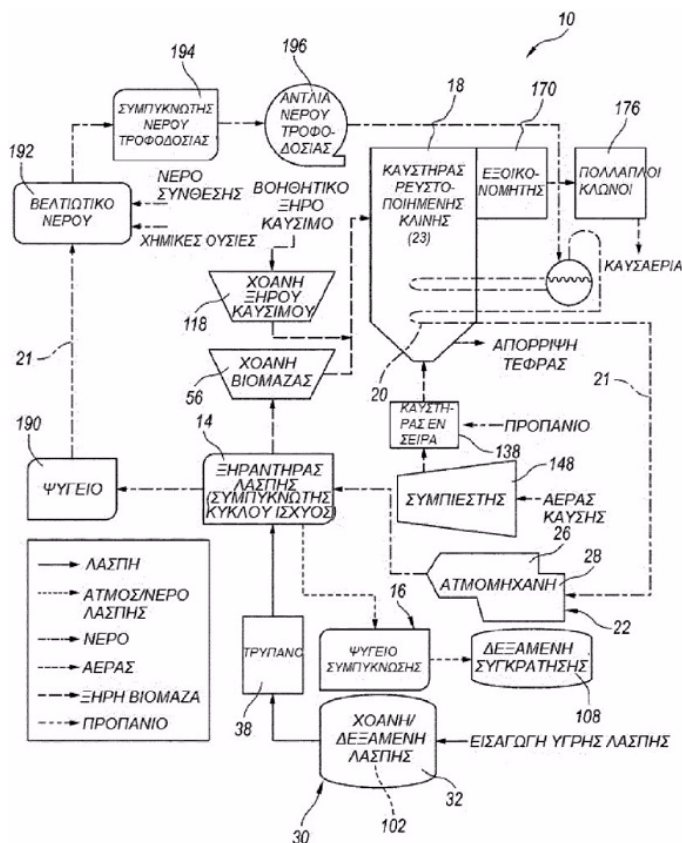 10
194
196
ΣΥΜΠΥΚΝΩΤΗΣ
ΝΕΡΟΥ
ΤΡΟΦΟΔΟΣΙΑΣ
ΑΝΤΛΙΑ
ΝΕΡΟΥ
ΤΡΟΦΟ-
ΔΟΣΙΑΣ
18
170
176
192
ΒΕΛΤΙΩΤΙΚΟ
ΝΕΡΟΥ
ΝΕΡΟ
ΣΥΝΘΕΣΗΣ
ΧΗΜΙΚΕΣ ΟΥΣΙΕΣ
ΒΟΗΘΗΤΙΚΟ
ΞΗΡΟ
ΚΑΥΣΙΜΟ
ΚΑΥΣΤΗΡΑΣ
ΡΕΥΣΤΟ-
ΠΟΙΗΜΕΝΗΣ
ΚΛΙΝΗΣ
(23)
ΕΞΟΙΚΟ-
ΝΟΜΗΤΗΣ
ΠΟΛΛΑΠΛΟΙ
ΚΛΩΝΟΙ
ΚΑΥΣΑΕΡΙΑ
ΧΟΑΝΗ
ΞΗΡΟΥ
ΚΑΥΣΙΜΟΥ
118
21
ΧΟΑΝΗ
ΒΙΟΜΑΖΑΣ
56
20
ΑΠΟΡΡΙΨΗ
ΤΕΦΡΑΣ
21
190
ΨΥΓΕΙΟ
14
ΞΗΡΑΝΤΗΡΑΣ
ΛΑΣΠΗΣ
(ΣΥΜΠΥΚΝΩΤΗΣ
ΚΥΚΛΟΥ ΙΣΧΥΟΣ)
ΚΑΥΣΤΗ-
ΡΑΣ ΕΝ
ΣΕΙΡΑ
ΠΡΟΠΑΝΙΟ
138
148
ΣΥΜΠΙΕΣΤΗΣ
ΑΕΡΑΣ
ΚΑΥΣΗΣ
26
28
ΑΤΜΟΜΗΧΑΝΗ
22
ΛΑΣΠΗ
ΑΤΜΟΣ/ΝΕΡΟ
ΛΑΣΠΗΣ
ΝΕΡΟ
ΑΕΡΑΣ
ΞΗΡΗ ΒΙΟΜΑΖΑ
ΠΡΟΠΑΝΙΟ
ΤΡΥΠΑΝΟ
38
16
ΨΥΓΕΙΟ
ΣΥΜΠΥΚΝΩΣΗΣ
ΔΕΞΑΜΕΝΗ
ΣΥΓΚΡΑΤΗΣΗΣ
108
ΧΟΑΝΗ/
ΔΕΞΑΜΕΝΗ
ΛΑΣΠΗΣ
ΕΙΣΑΓΩΓΗ ΥΓΡΗΣ ΛΑΣΠΗΣ
30
102
32